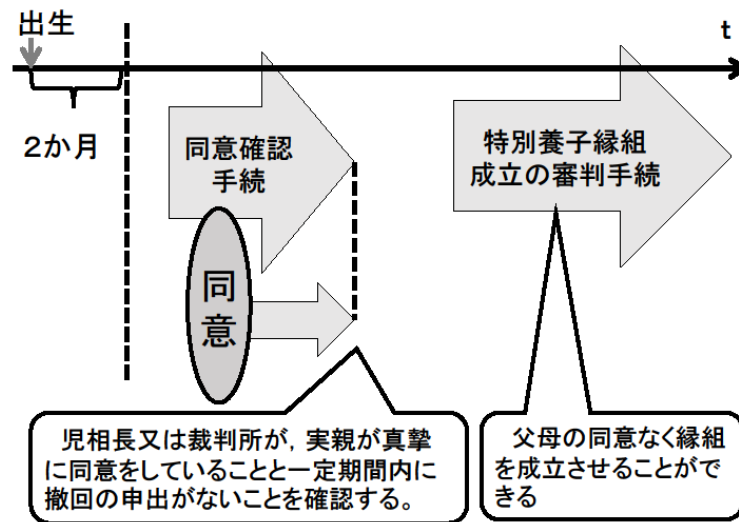 出生
t
2か月
同意確認
手続
特別養子縁組
成立の審判手続
同
意
児相長又は裁判所が，実親が真摯
に同意をしていることと一定期間内に
撤回の申出がないことを確認する。
父母の同意なく縁組
を成立させることがで
きる